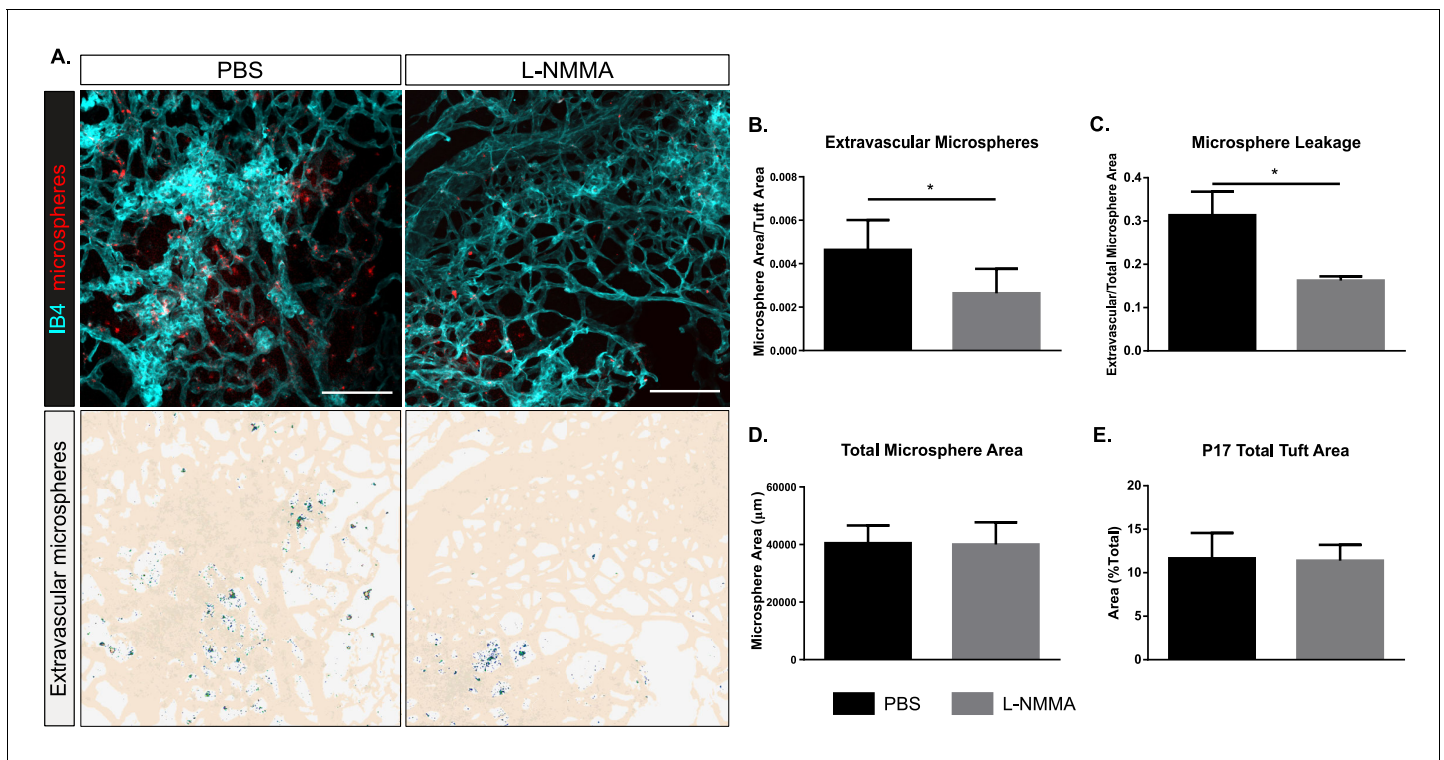 A.
PBS
L-NMMA
IB4 microspheres
Extravascular microspheres
B.
Extravascular Microspheres
Microsphere Area/Tuft Area
0.008
0.006
0.004
0.002
0.000
*
C.
Microsphere Leakage
Extravascular/Total Microsphere Area
0.4
0.3
0.2
0.1
0.0
*
D.
Total Microsphere Area
Microsphere Area (µm)
60000
40000
20000
0
E.
P17 Total Tuft Area
Area (%Total)
20
15
10
5
0
PBS
L-NMMA